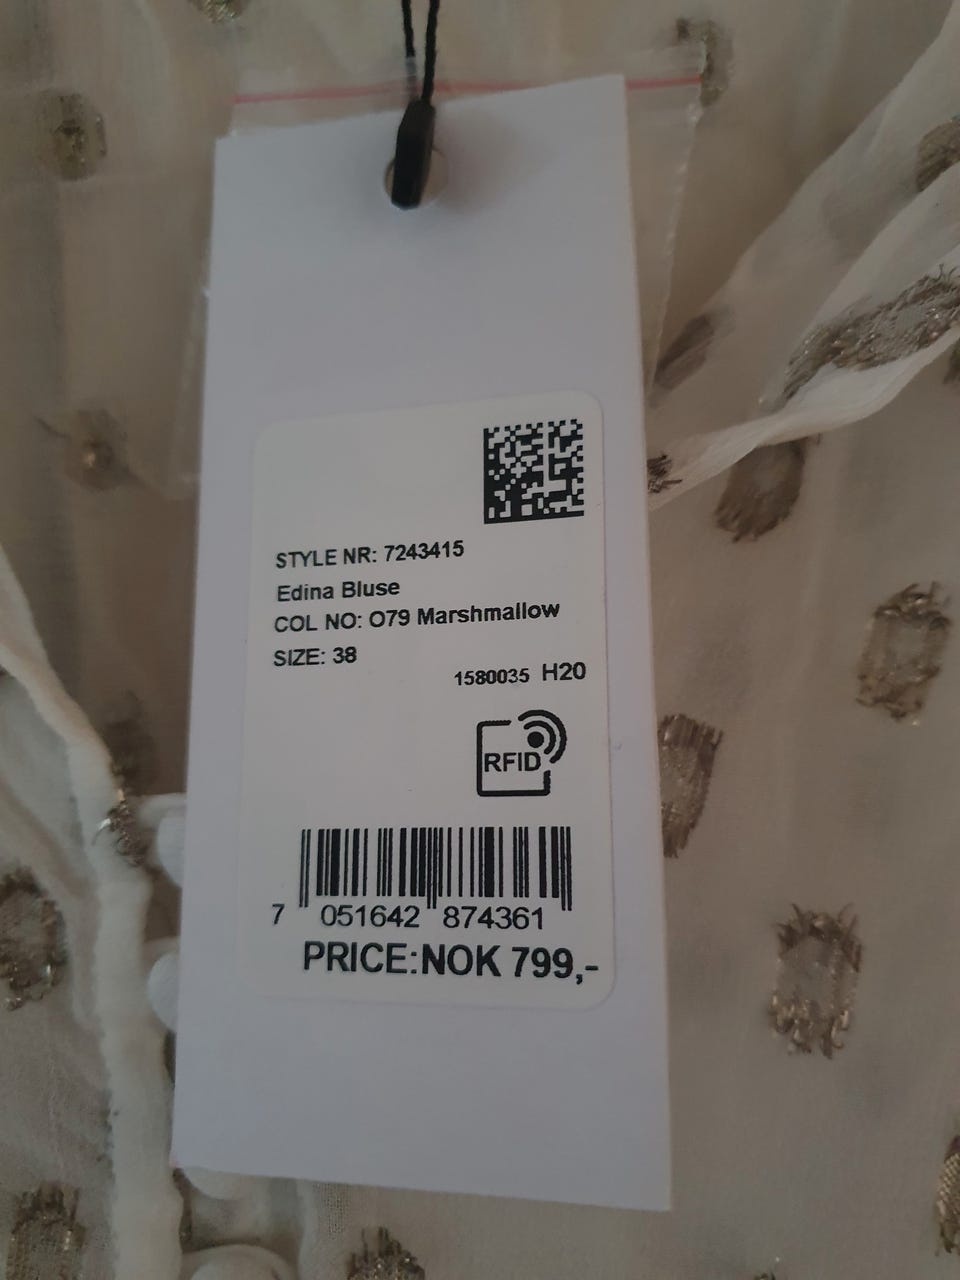 STYLE NR: 7243415
Edina Bluse
COL NO: O79 Marshmallow
SIZE: 38
1580035 H20
RFID
7 051642 874361
PRICE:NOK 799,-